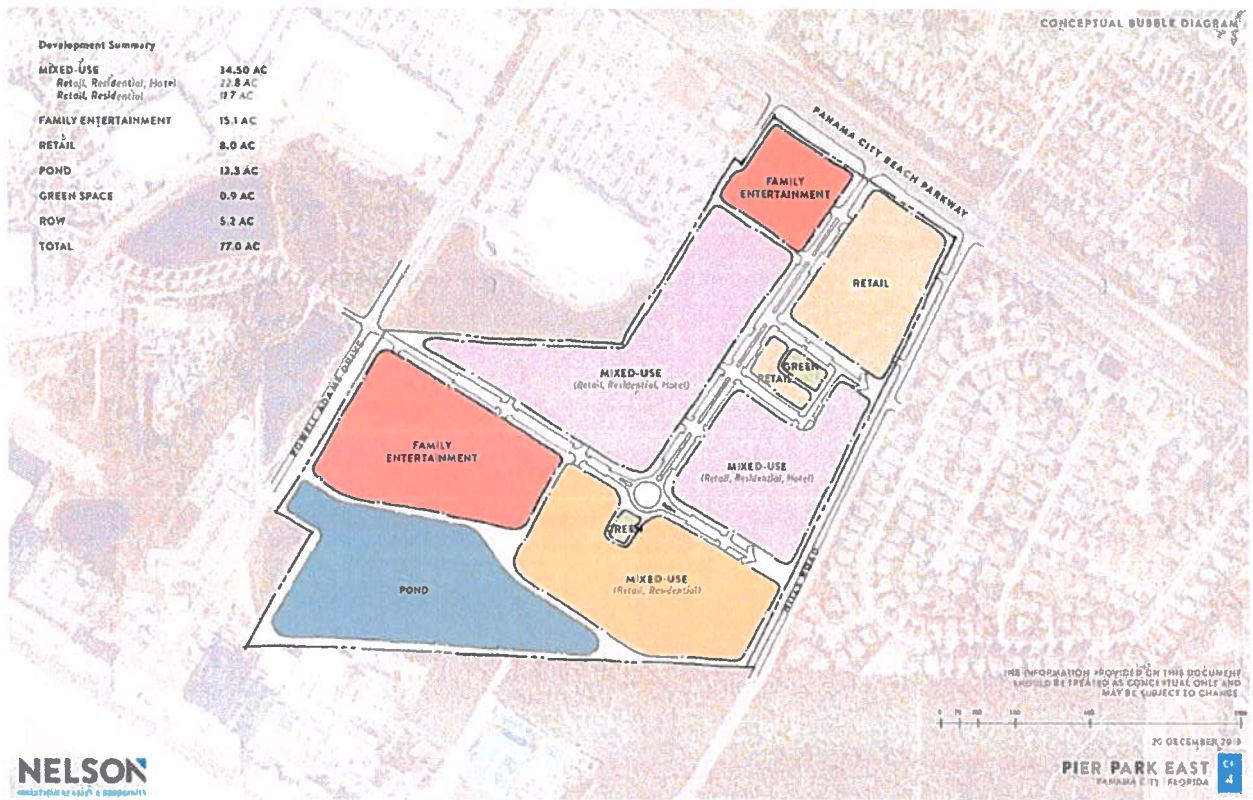 CONCEPTUAL BUBBLE DIAGRAM
Development Summary
MIXED-USE 34.50 AC
Retail, Residential, Hotel 22.8 AC
Retail, Residential 11.7 AC
FAMILY ENTERTAINMENT 15.1 AC
RETAIL 8.0 AC
POND 13.3 AC
GREEN SPACE 0.9 AC
ROW 5.2 AC
TOTAL 77.0 AC
PANAMA CITY BEACH PARKWAY
FAMILY
ENTERTAINMENT
RETAIL
GREEN
RETAIL
MIXED-USE
(Retail, Residential, Hotel)
POWELL ADAMS DRIVE
FAMILY
ENTERTAINMENT
MIXED-USE
(Retail, Residential, Hotel)
GREEN
MIXED-USE
(Retail, Residential)
POND
HILLS ROAD
THE INFORMATION PROVIDED ON THIS DOCUMENT
SHOULD BE TREATED AS CONCEPTUAL ONLY AND
MAY BE SUBJECT TO CHANGE
20 DECEMBER
PIER PARK EAST
PANAMA CITY, FLORIDA
4
NELSON